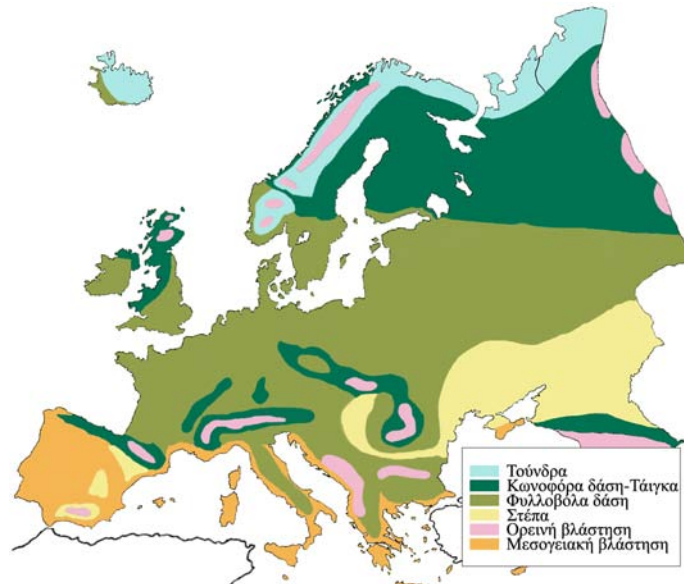 Τούνδρα
Κωνοφόρα δάση-Τάιγκα
Φυλλοβόλα δάση
Στέπα
Ορεινή βλάστηση
Μεσογειακή βλάστηση